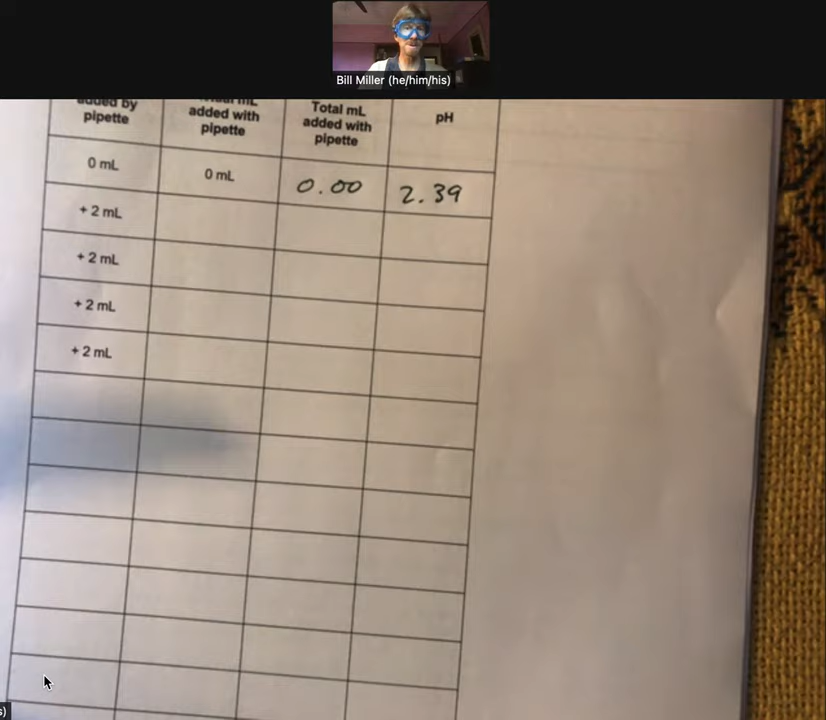 Bill Miller (he/him/his)
added by
pipette
added with
pipette
Total mL
added with
pipette
pH
0 mL
0 mL
0.00
2.39
+ 2 mL
+ 2 mL
+ 2 mL
+ 2 mL
s)